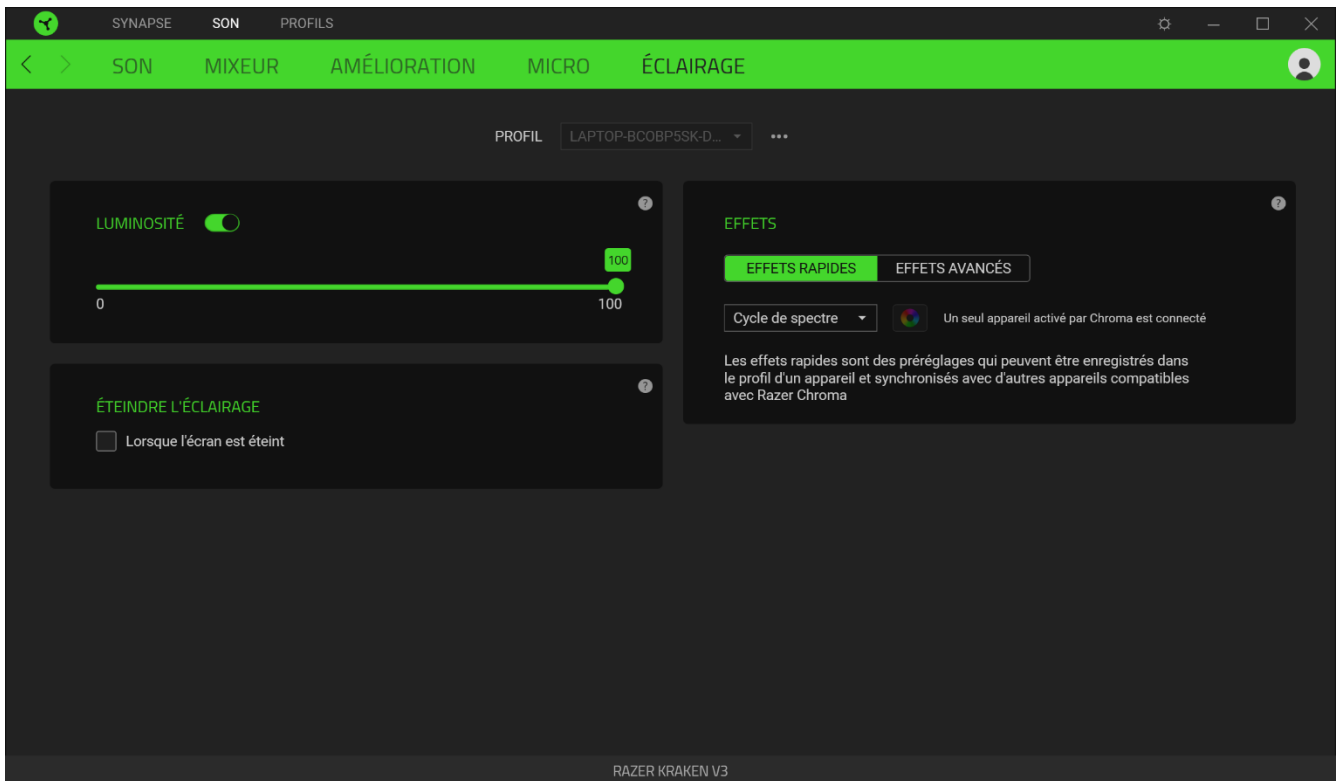 SYNAPSE SON PROFILS
SON MIXEUR AMÉLIORATION MICRO ÉCLAIRAGE
PROFIL LAPTOP-BCOBP5SK-D... •••
LUMINOSITÉ
?
100
0 100
ÉTEINDRE L'ÉCLAIRAGE
?
Lorsque l'écran est éteint
EFFETS
?
EFFETS RAPIDES EFFETS AVANCÉS
Cycle de spectre Un seul appareil activé par Chroma est connecté
Les effets rapides sont des préréglages qui peuvent être enregistrés dans
le profil d'un appareil et synchronisés avec d'autres appareils compatibles
avec Razer Chroma
RAZER KRAKEN V3